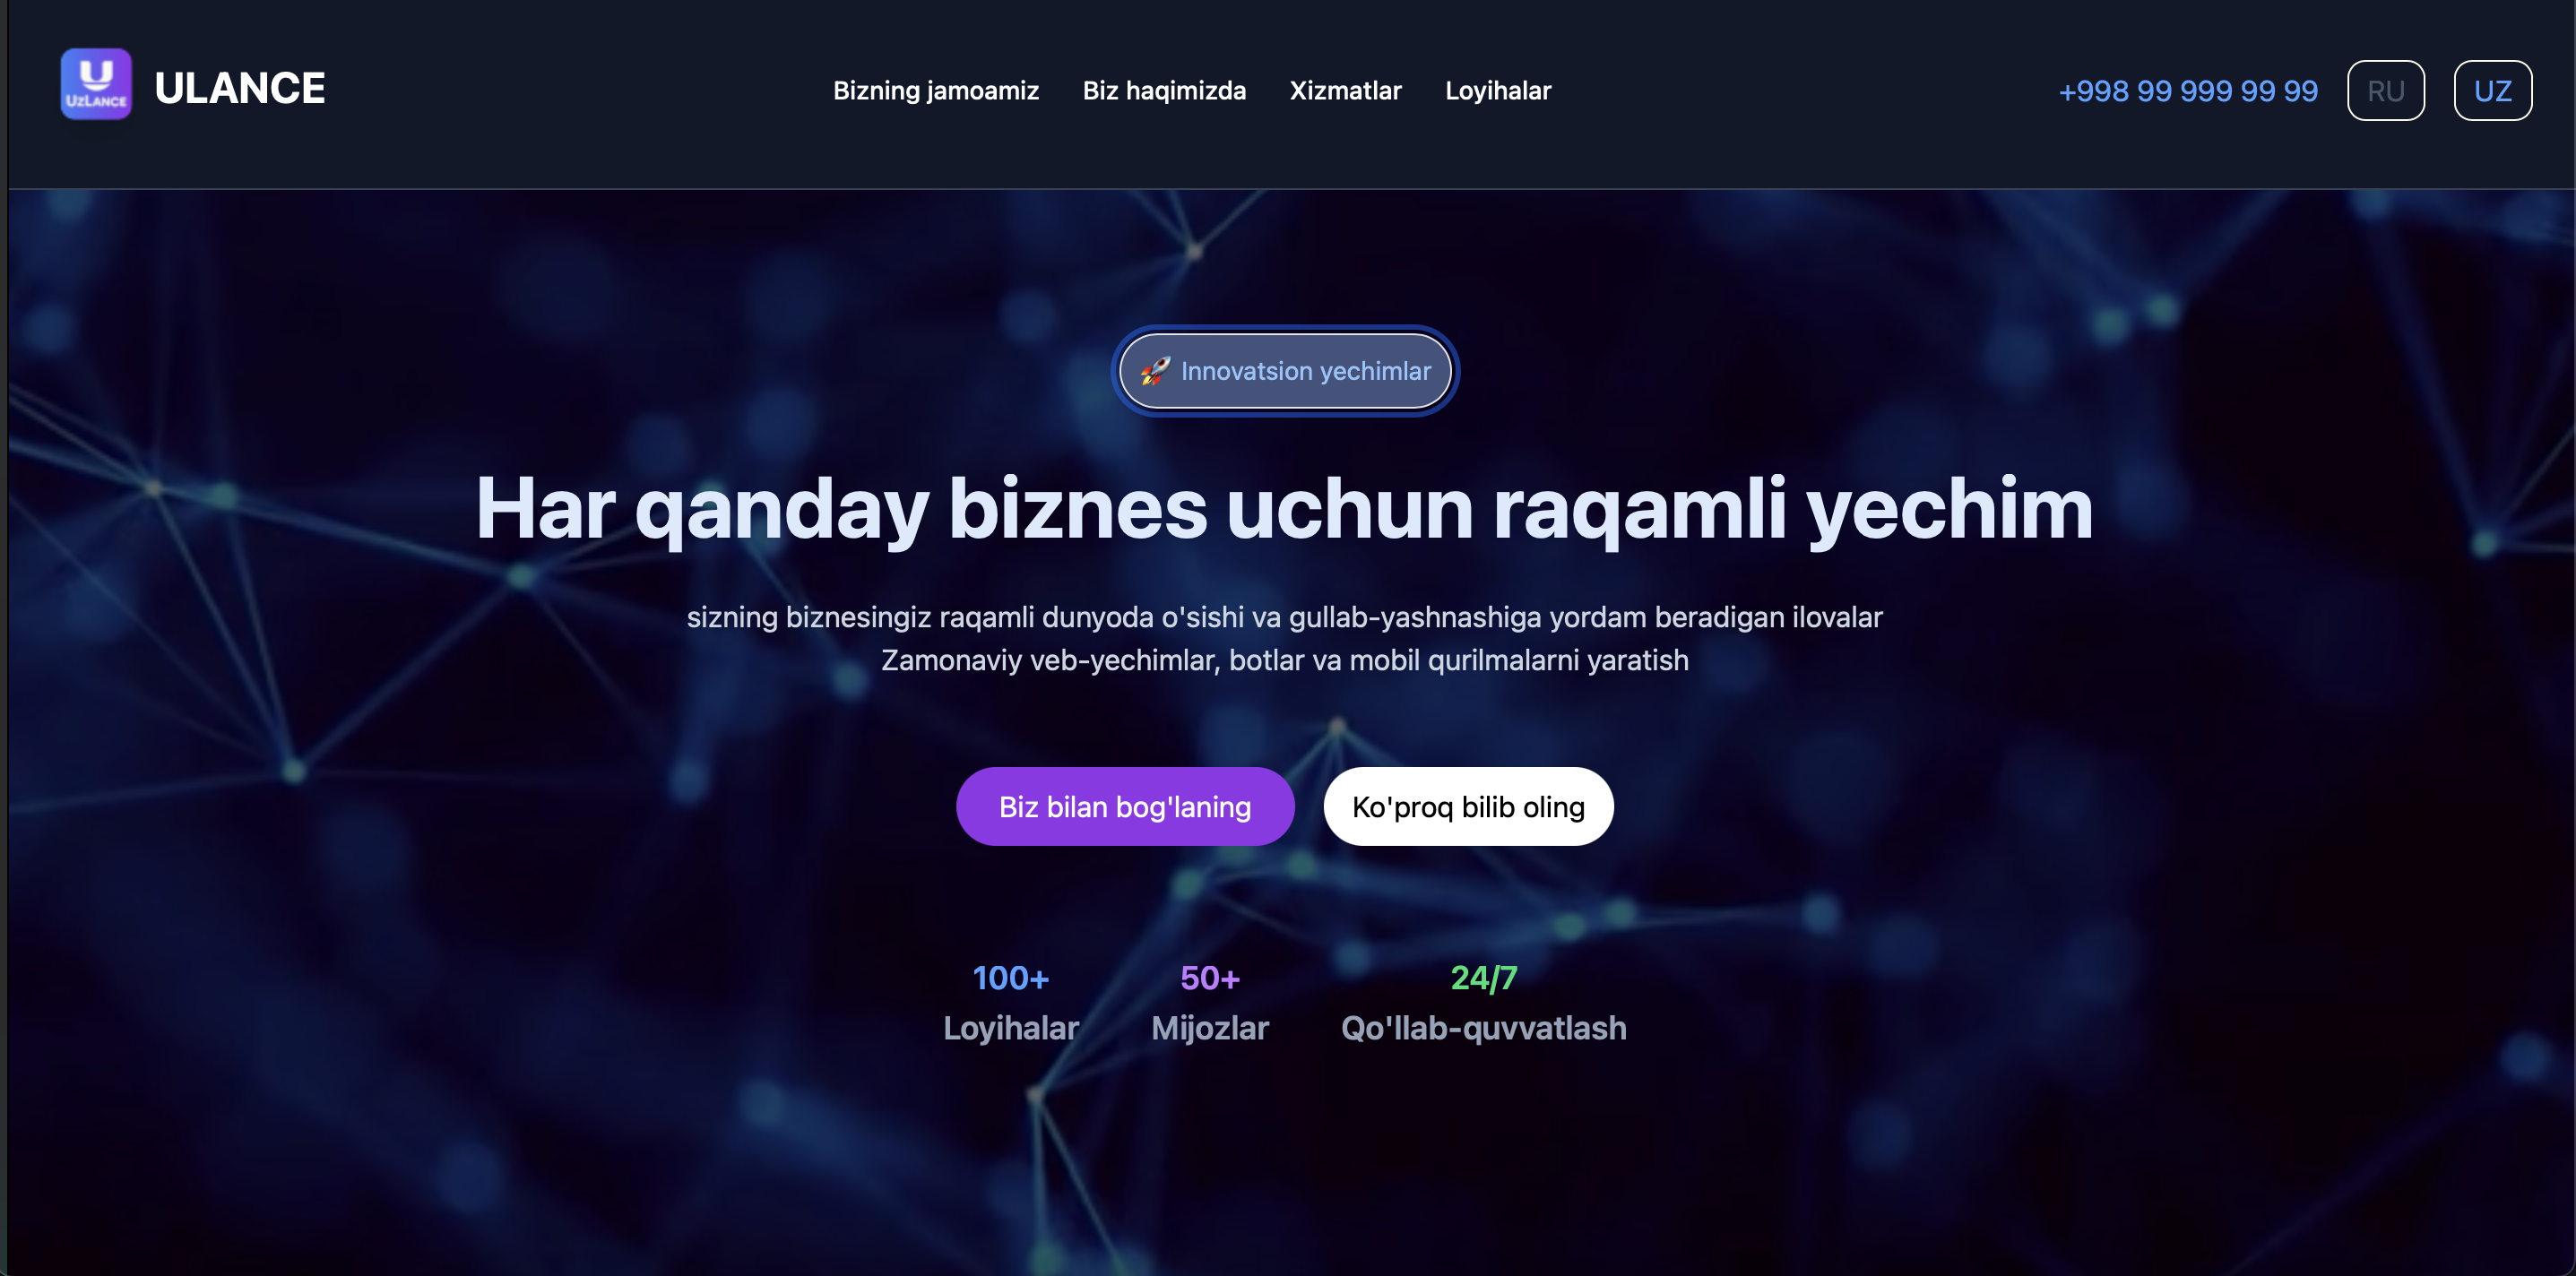 UZLANCE
ULANCE
Bizning jamoamiz
Biz haqimizda
Xizmatlar
Loyihalar
+998 99 999 99 99
RU
UZ
🚀 Innovatsion yechimlar
Har qanday biznes uchun raqamli yechim
sizning biznesingiz raqamli dunyoda o'sishi va gullab-yashnashiga yordam beradigan ilovalar
Zamonaviy veb-yechimlar, botlar va mobil qurilmalarni yaratish
Biz bilan bog'laning
Ko'proq bilib oling
100+
Loyihalar
50+
Mijozlar
24/7
Qo'llab-quvvatlash